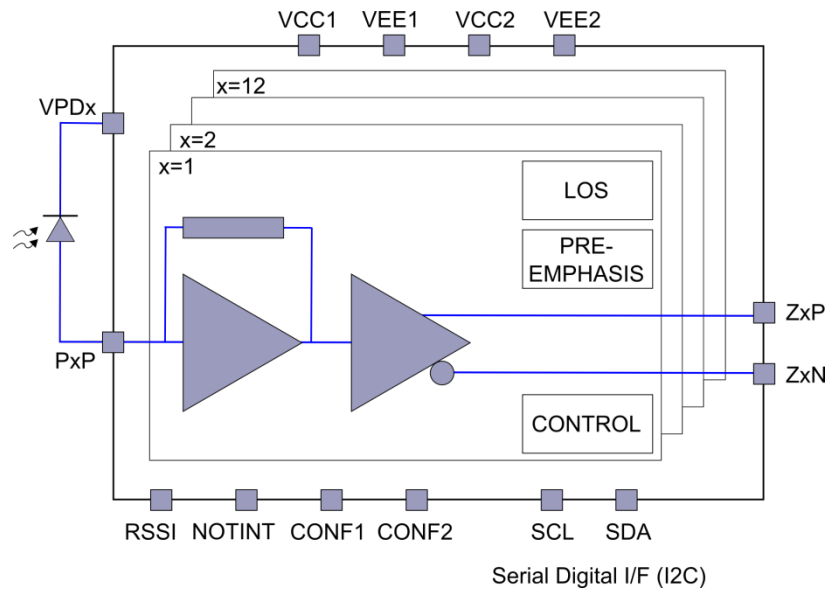 VCC1 VEE1 VCC2 VEE2
x=12
VPDx
x=2
x=1
LOS
PRE-
EMPHASIS
ZxP
PxP
ZxN
CONTROL
RSSI NOTINT CONF1 CONF2 SCL SDA
Serial Digital I/F (I2C)